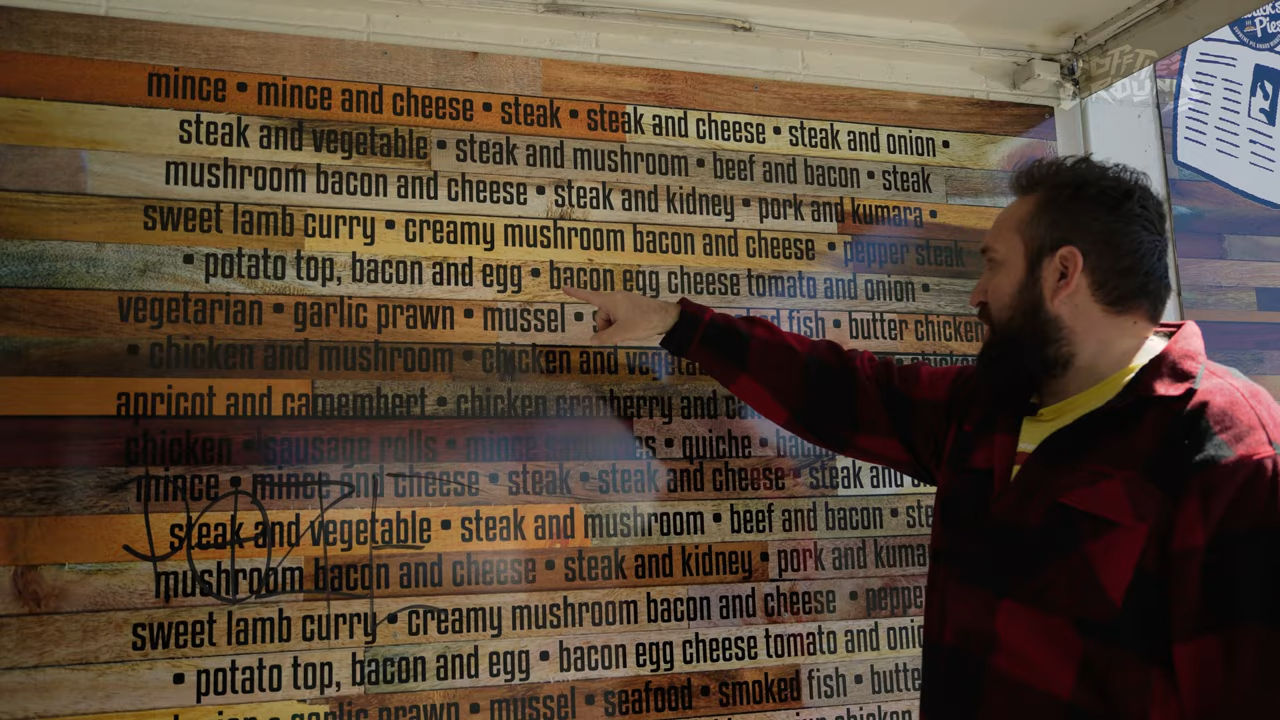 mince • mince and cheese • steak • steak and cheese • steak and onion •
steak and vegetable • steak and mushroom • beef and bacon • steak
mushroom bacon and cheese • steak and kidney • pork and kumara •
sweet lamb curry • creamy mushroom bacon and cheese • pepper steak
• potato top, bacon and egg • bacon egg cheese tomato and onion •
vegetarian • garlic prawn • mussel • fish • butter chicken
• chicken and mushroom • chicken and • chicken
apricot and camembert • chicken cranberry and
chicken • sausage rolls • mince • quiche •
mince • mince and cheese • steak • steak and cheese • steak and
steak and vegetable • steak and mushroom • beef and bacon •
mushroom bacon and cheese • steak and kidney • pork and
sweet lamb curry • creamy mushroom bacon and cheese •
• potato top, bacon and egg • bacon egg cheese tomato and
garlic prawn • mussel • seafood • smoked fish •
Pies